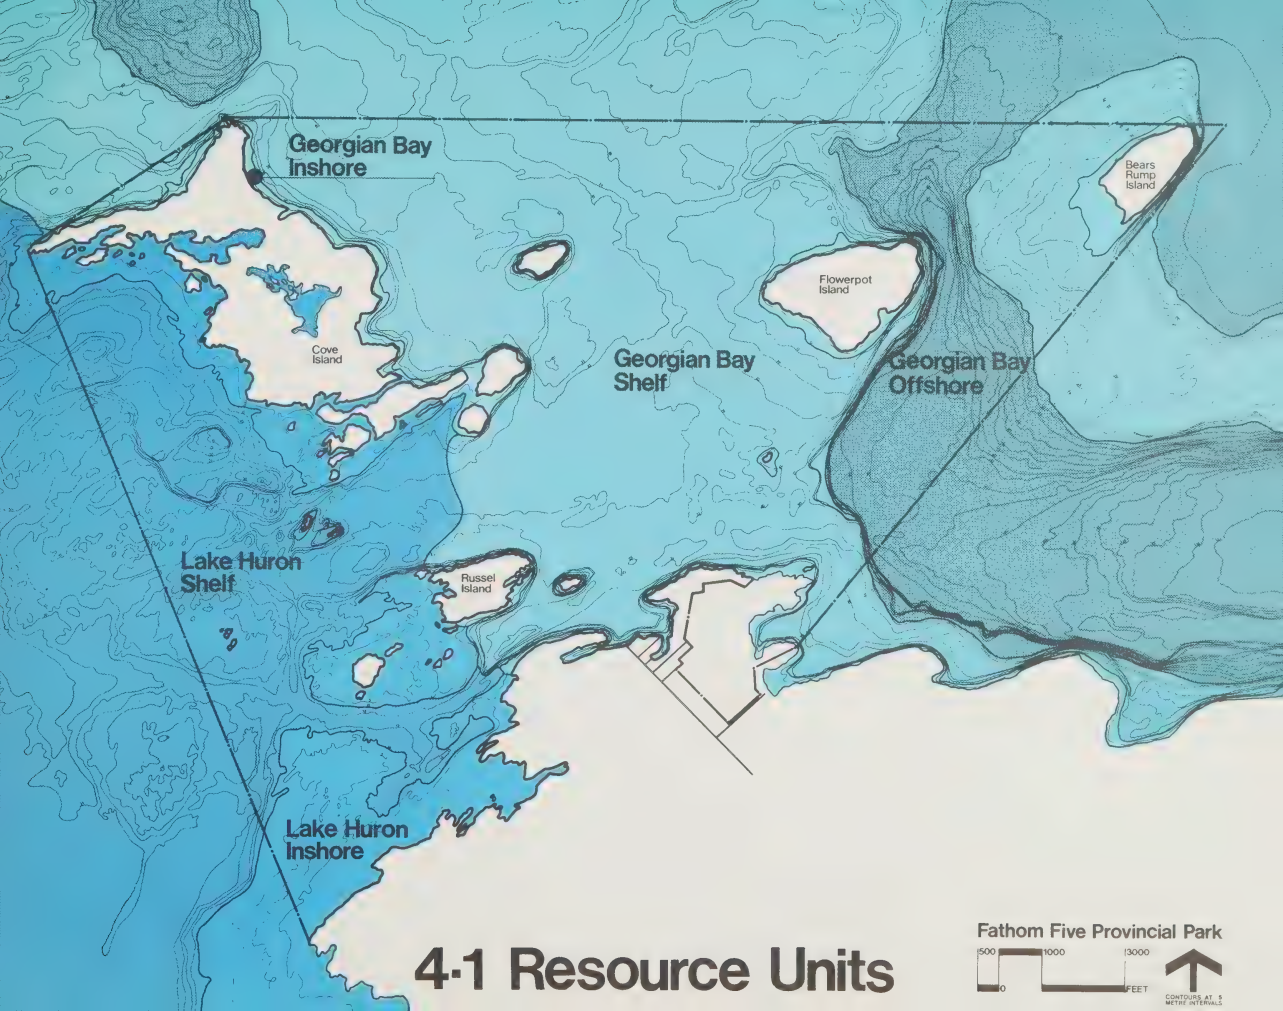 Georgian Bay
Inshore
Bears
Rump
Island
Flowerpot
Island
Cove
Island
Georgian Bay
Shelf
Georgian Bay
Offshore
Lake Huron
Shelf
Russel
Island
Lake Huron
Inshore
4-1 Resource Units
Fathom Five Provincial Park
500 1000 3000
0 FEET
CONTOURS AT 5
METRE INTERVALS